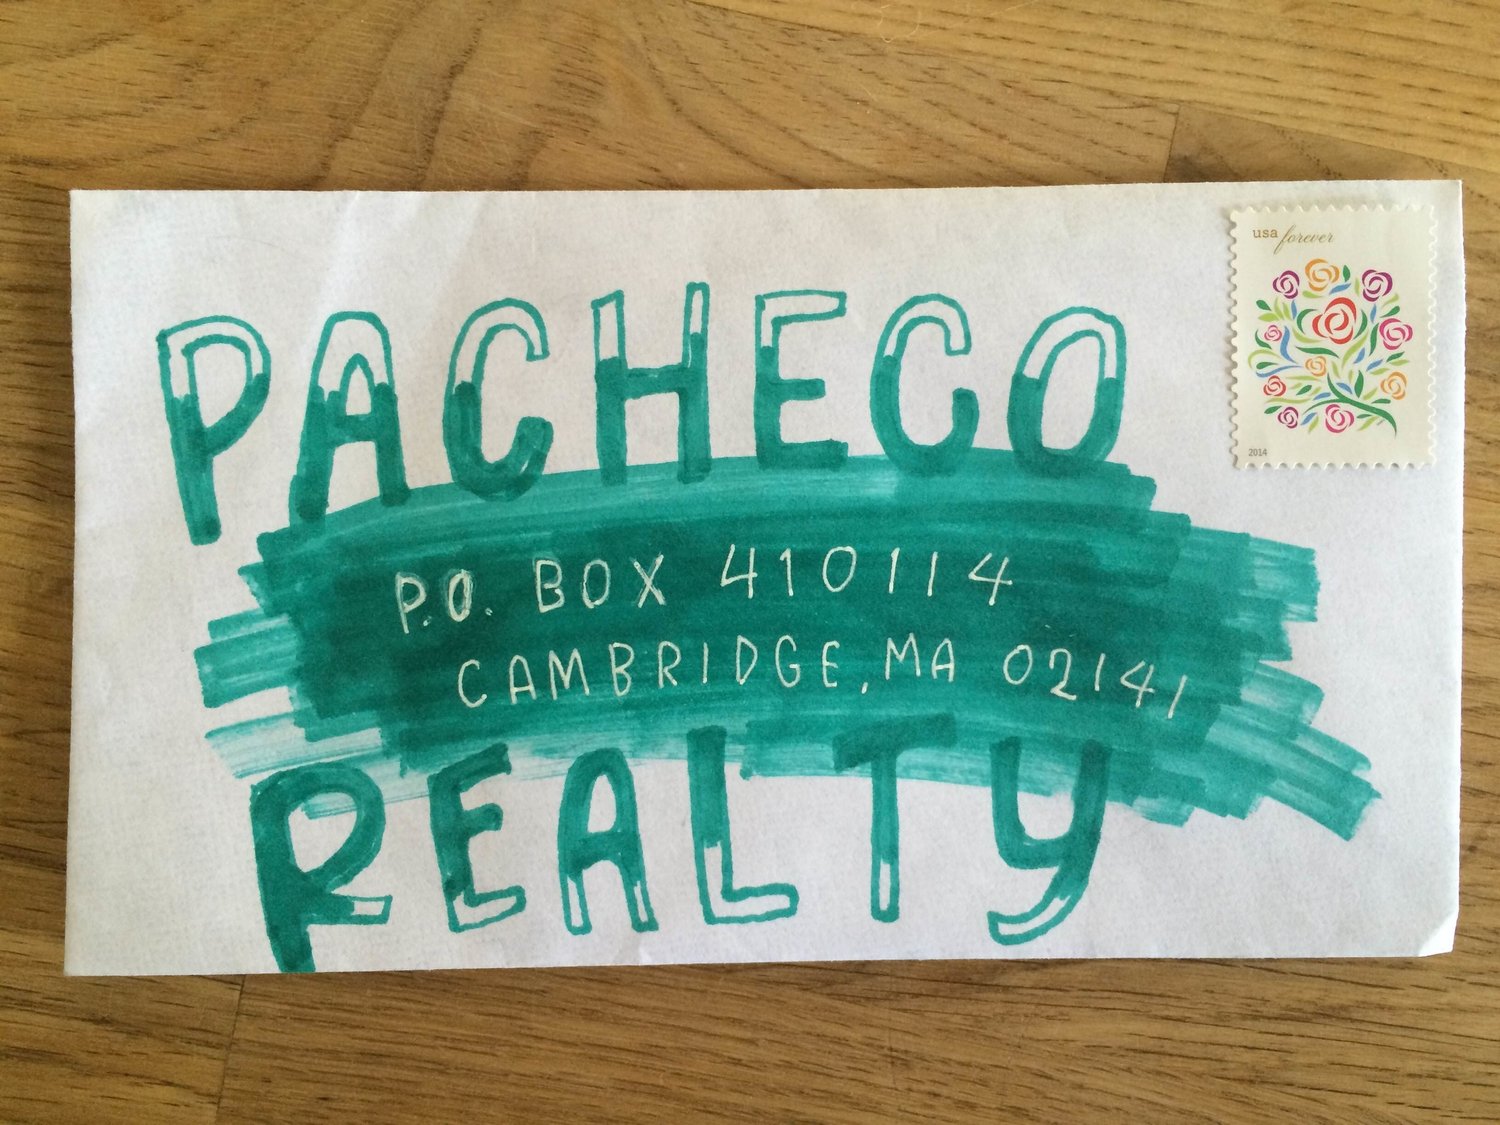 usa forever
2014
PACHECO
P.O. BOX 410114
CAMBRIDGE, MA 02141
REALTY